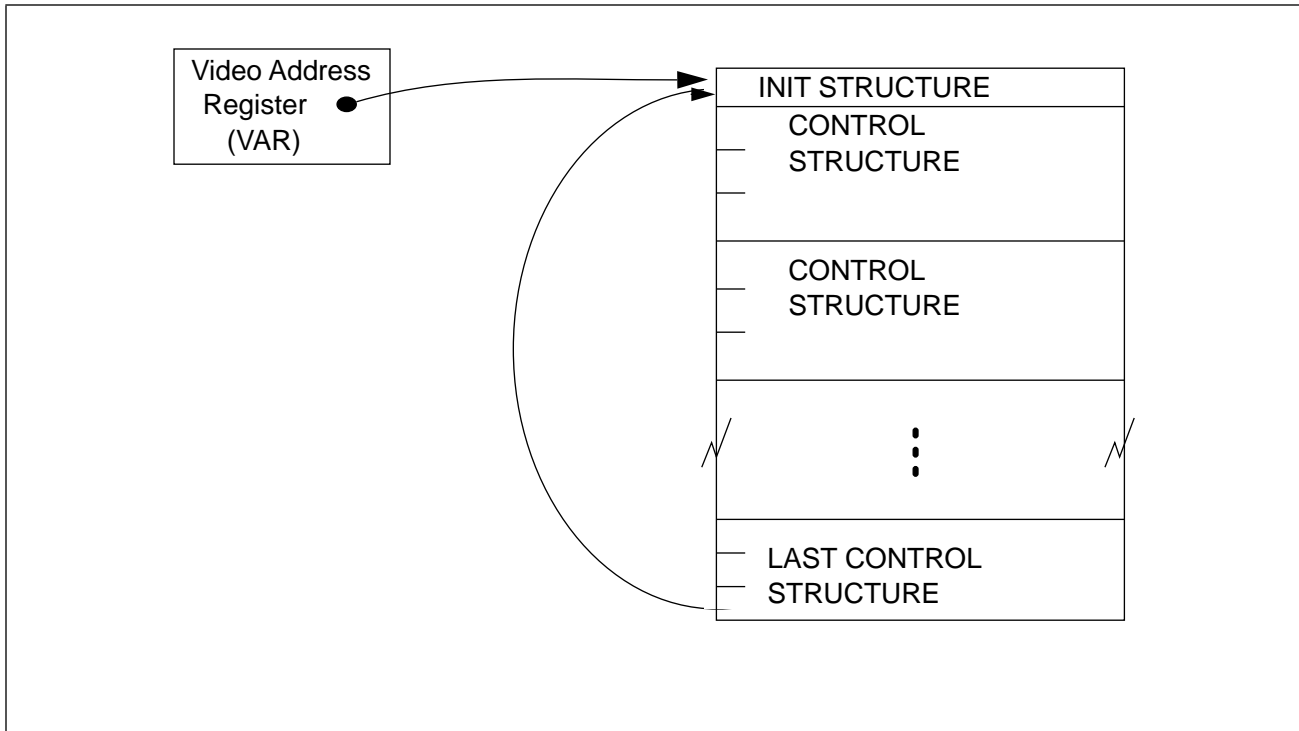 Video Address
Register
(VAR)
INIT STRUCTURE
CONTROL
STRUCTURE
CONTROL
STRUCTURE
LAST CONTROL
STRUCTURE